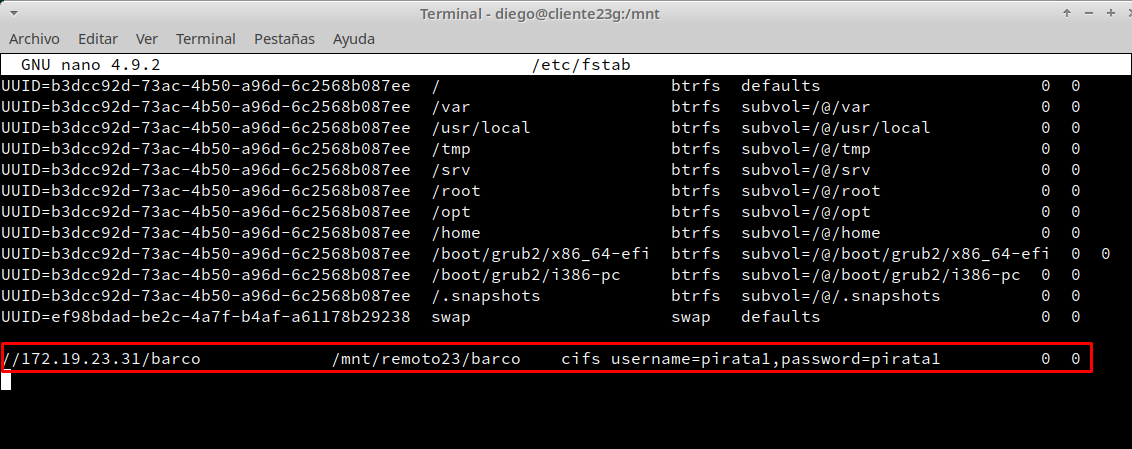 Terminal - diego@cliente23g:/mnt
Archivo Editar Ver Terminal Pestañas Ayuda
GNU nano 4.9.2 /etc/fstab
UUID=b3dcc92d-73ac-4b50-a96d-6c2568b087ee / btrfs defaults 0 0
UUID=b3dcc92d-73ac-4b50-a96d-6c2568b087ee /var btrfs subvol=/@/var 0 0
UUID=b3dcc92d-73ac-4b50-a96d-6c2568b087ee /usr/local btrfs subvol=/@/usr/local 0 0
UUID=b3dcc92d-73ac-4b50-a96d-6c2568b087ee /tmp btrfs subvol=/@/tmp 0 0
UUID=b3dcc92d-73ac-4b50-a96d-6c2568b087ee /srv btrfs subvol=/@/srv 0 0
UUID=b3dcc92d-73ac-4b50-a96d-6c2568b087ee /root btrfs subvol=/@/root 0 0
UUID=b3dcc92d-73ac-4b50-a96d-6c2568b087ee /opt btrfs subvol=/@/opt 0 0
UUID=b3dcc92d-73ac-4b50-a96d-6c2568b087ee /home btrfs subvol=/@/home 0 0
UUID=b3dcc92d-73ac-4b50-a96d-6c2568b087ee /boot/grub2/x86_64-efi btrfs subvol=/@/boot/grub2/x86_64-efi 0 0
UUID=b3dcc92d-73ac-4b50-a96d-6c2568b087ee /boot/grub2/i386-pc btrfs subvol=/@/boot/grub2/i386-pc 0 0
UUID=b3dcc92d-73ac-4b50-a96d-6c2568b087ee /.snapshots btrfs subvol=/@/.snapshots 0 0
UUID=ef98bdad-be2c-4a7f-b4af-a61178b29238 swap swap defaults 0 0
//172.19.23.31/barco /mnt/remoto23/barco cifs username=pirata1,password=pirata1 0 0